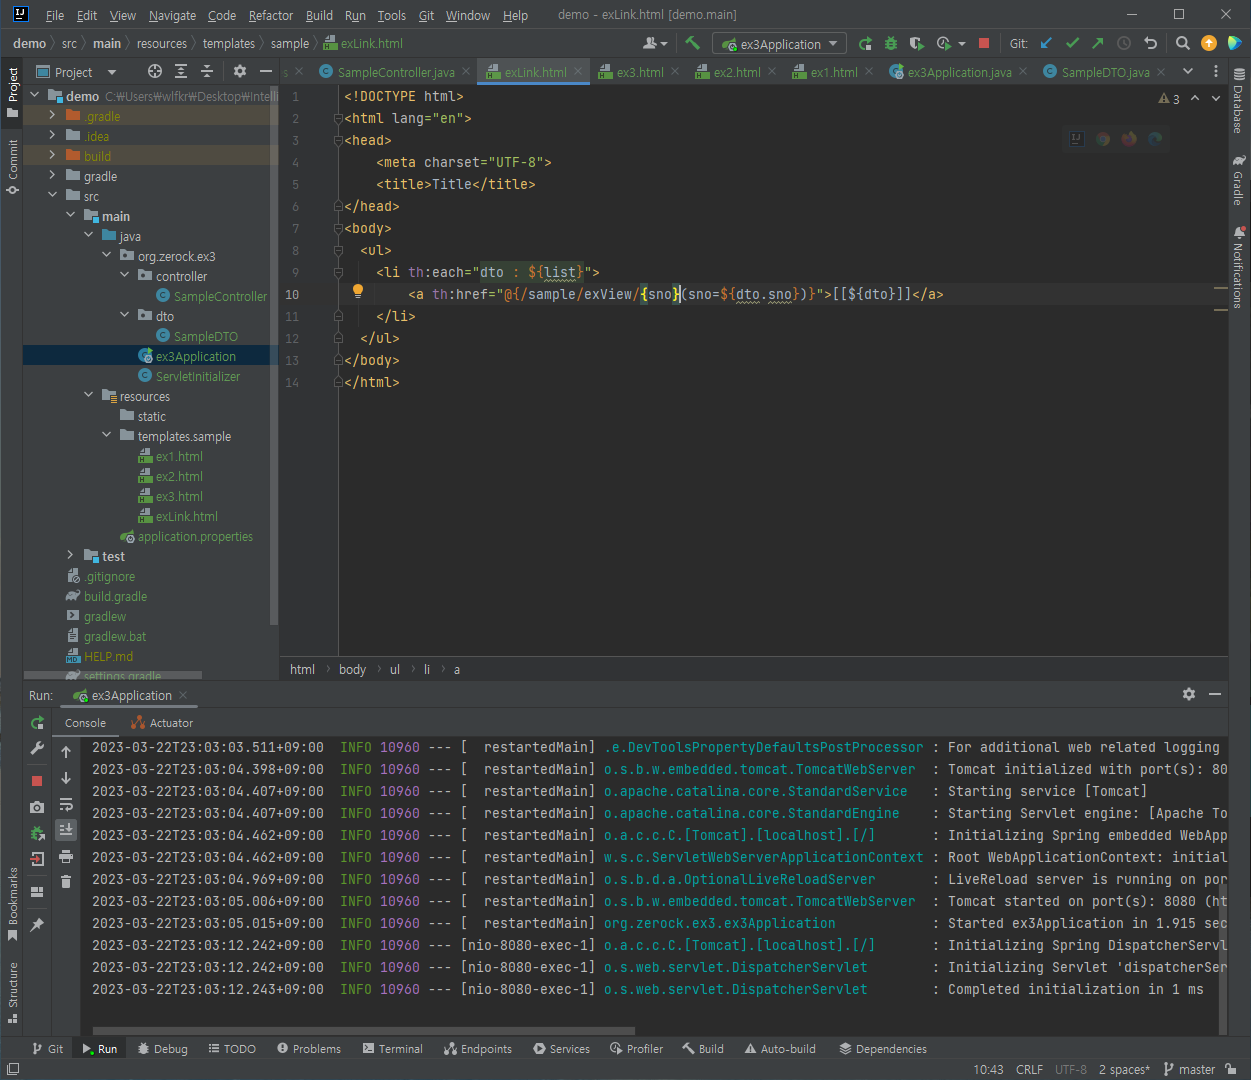 File Edit View Navigate Code Refactor Build Run Tools Git Window Help demo - exLink.html [demo.main]
demo src main resources templates sample exLink.html ex3Application Git:
Project s SampleController.java exLink.html ex3.html ex2.html ex1.html ex3Application.java SampleDTO.java
Project
Commit
Bookmarks
Structure
Database
Gradle
Notifications
demo C:₩Users₩wlfkr₩Desktop₩Intelli
.gradle
.idea
build
gradle
src
main
java
org.zerock.ex3
controller
SampleController
dto
SampleDTO
ex3Application
ServletInitializer
resources
static
templates.sample
ex1.html
ex2.html
ex3.html
exLink.html
application.properties
test
.gitignore
build.gradle
gradlew
gradlew.bat
HELP.md
settings.gradle
3
1 <!DOCTYPE html>
2 <html lang="en">
3 <head>
4 <meta charset="UTF-8">
5 <title>Title</title>
6 </head>
7 <body>
8 <ul>
9 <li th:each="dto : ${list}">
10 <a th:href="@{/sample/exView/{sno}(sno=${dto.sno})}">[[${dto}]]</a>
11 </li>
12 </ul>
13 </body>
14 </html>
html body ul li a
Run: ex3Application
Console Actuator
2023-03-22T23:03:03.511+09:00 INFO 10960 --- [ restartedMain] .e.DevToolsPropertyDefaultsPostProcessor : For additional web related logging
2023-03-22T23:03:04.398+09:00 INFO 10960 --- [ restartedMain] o.s.b.w.embedded.tomcat.TomcatWebServer : Tomcat initialized with port(s): 80
2023-03-22T23:03:04.407+09:00 INFO 10960 --- [ restartedMain] o.apache.catalina.core.StandardService : Starting service [Tomcat]
2023-03-22T23:03:04.407+09:00 INFO 10960 --- [ restartedMain] o.apache.catalina.core.StandardEngine : Starting Servlet engine: [Apache To
2023-03-22T23:03:04.462+09:00 INFO 10960 --- [ restartedMain] o.a.c.c.C.[Tomcat].[localhost].[/] : Initializing Spring embedded WebApp
2023-03-22T23:03:04.462+09:00 INFO 10960 --- [ restartedMain] w.s.c.ServletWebServerApplicationContext : Root WebApplicationContext: initial
2023-03-22T23:03:04.969+09:00 INFO 10960 --- [ restartedMain] o.s.b.d.a.OptionalLiveReloadServer : LiveReload server is running on por
2023-03-22T23:03:05.006+09:00 INFO 10960 --- [ restartedMain] o.s.b.w.embedded.tomcat.TomcatWebServer : Tomcat started on port(s): 8080 (ht
2023-03-22T23:03:05.015+09:00 INFO 10960 --- [ restartedMain] org.zerock.ex3.ex3Application : Started ex3Application in 1.915 sec
2023-03-22T23:03:12.242+09:00 INFO 10960 --- [nio-8080-exec-1] o.a.c.c.C.[Tomcat].[localhost].[/] : Initializing Spring DispatcherServl
2023-03-22T23:03:12.242+09:00 INFO 10960 --- [nio-8080-exec-1] o.s.web.servlet.DispatcherServlet : Initializing Servlet 'dispatcherSer
2023-03-22T23:03:12.243+09:00 INFO 10960 --- [nio-8080-exec-1] o.s.web.servlet.DispatcherServlet : Completed initialization in 1 ms
Git Run Debug TODO Problems Terminal Endpoints Services Profiler Build Auto-build Dependencies
10:43 CRLF UTF-8 2 spaces* master